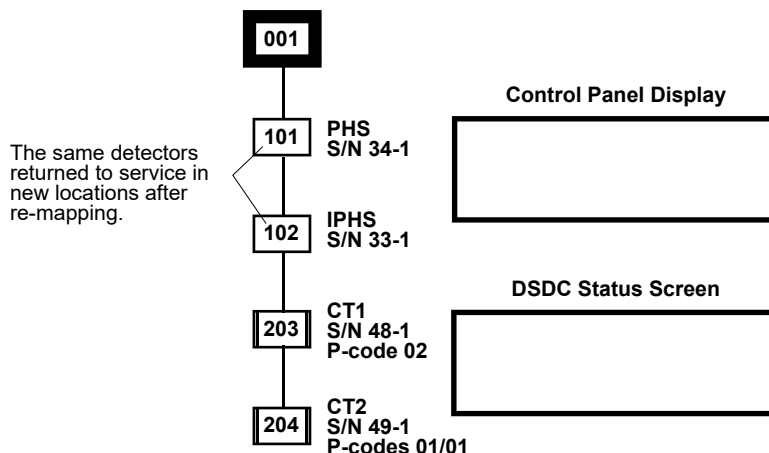 001
Control Panel Display
101
PHS
S/N 34-1
The same detectors
returned to service in
new locations after
re-mapping.
102
IPHS
S/N 33-1
DSDC Status Screen
203
CT1
S/N 48-1
P-code 02
204
CT2
S/N 49-1
P-codes 01/01